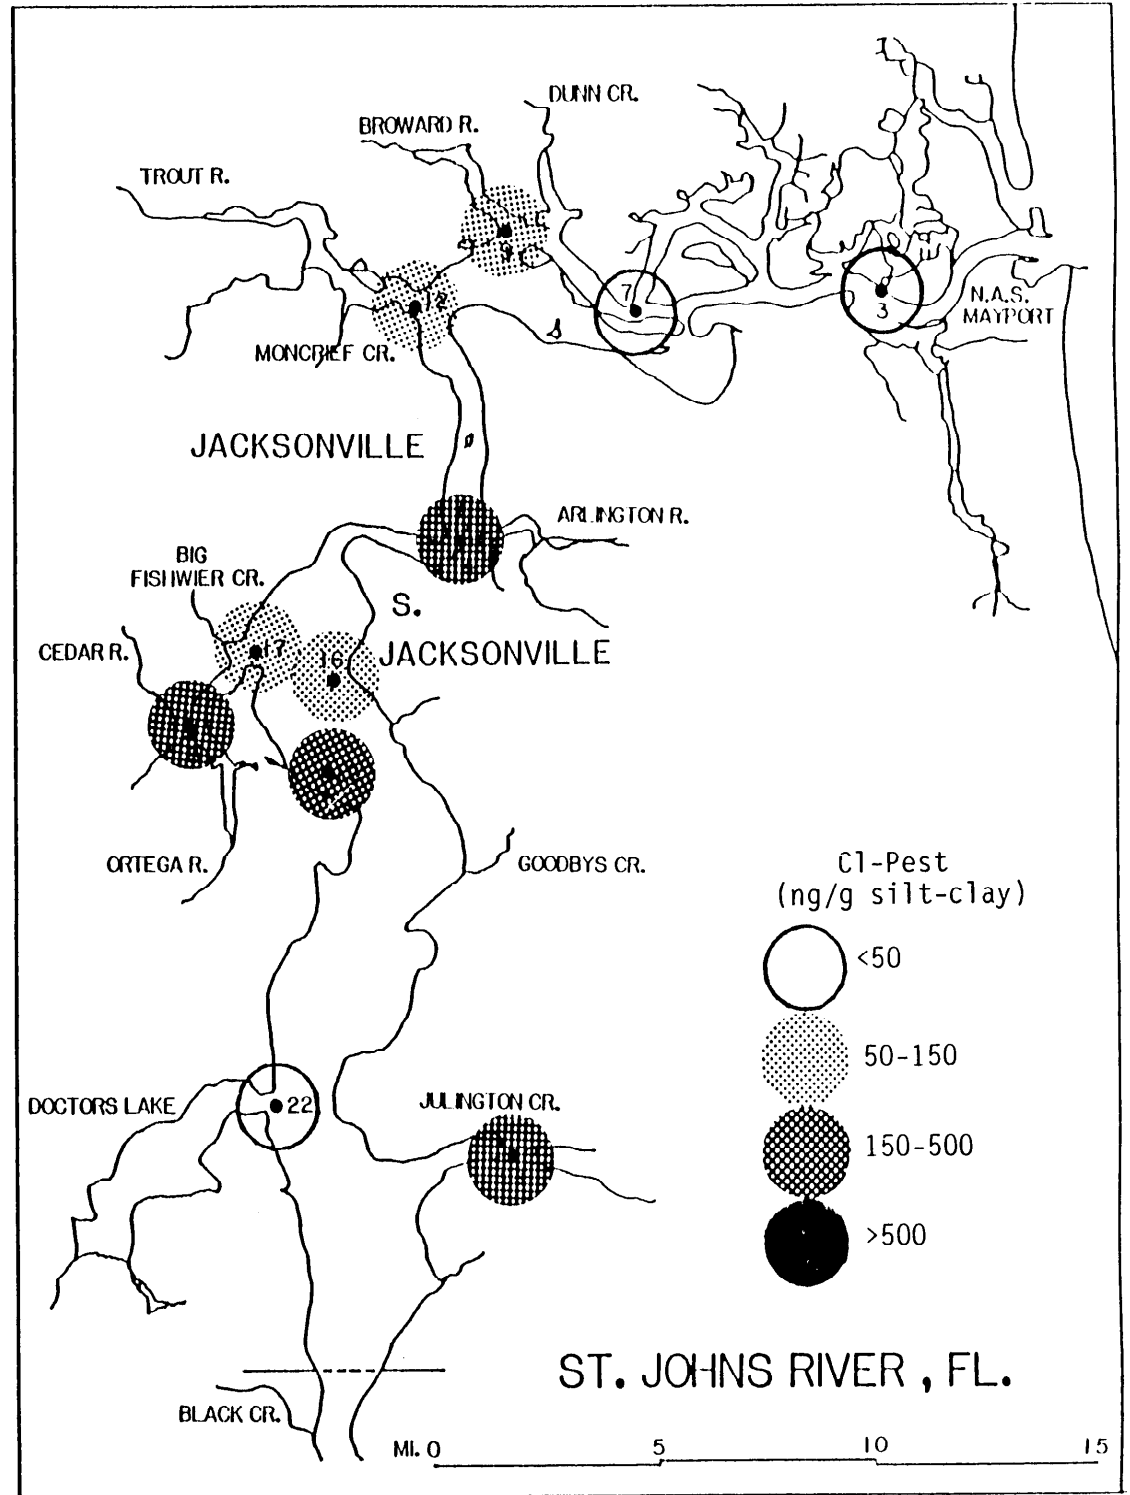 DUNN CR.
BROWARD R.
TROUT R.
7
3
N.A.S.
MAYPORT
12
MONCRIEF CR.
JACKSONVILLE
ARLINGTON R.
BIG
FISHWIER CR.
S.
JACKSONVILLE
17
16
CEDAR R.
ORTEGA R.
GOODBYS CR.
Cl-Pest
(ng/g silt-clay)
<50
50-150
150-500
>500
22
DOCTORS LAKE
JULINGTON CR.
ST. JOHNS RIVER, FL.
BLACK CR.
MI. 0 5 10 15